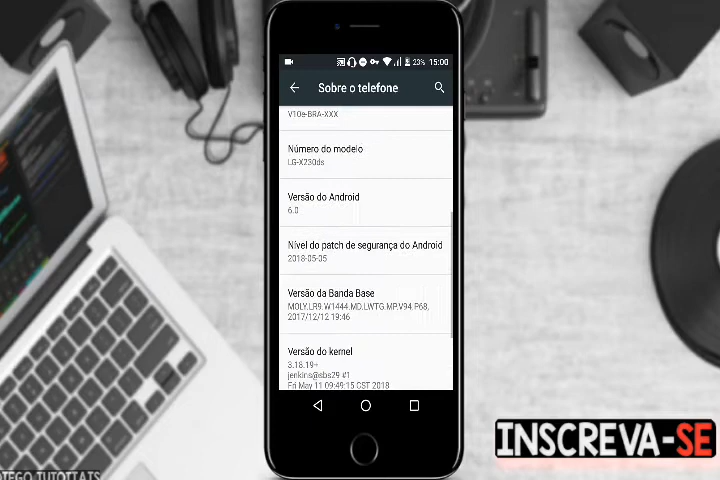 23% 15:00
Sobre o telefone
V10e-BRA-XXX
Número do modelo
LG-X230ds
Versão do Android
6.0
Nível do patch de segurança do Android
2018-05-05
Versão da Banda Base
MOLY.LR9.W1444.MD.LWTG.MP.V94.P68,
2017/12/12 19:46
Versão do kernel
3.18.19+
jenkins@sbs29 #1
Fri May 11 09:49:15 CST 2018
INSCREVA-SE